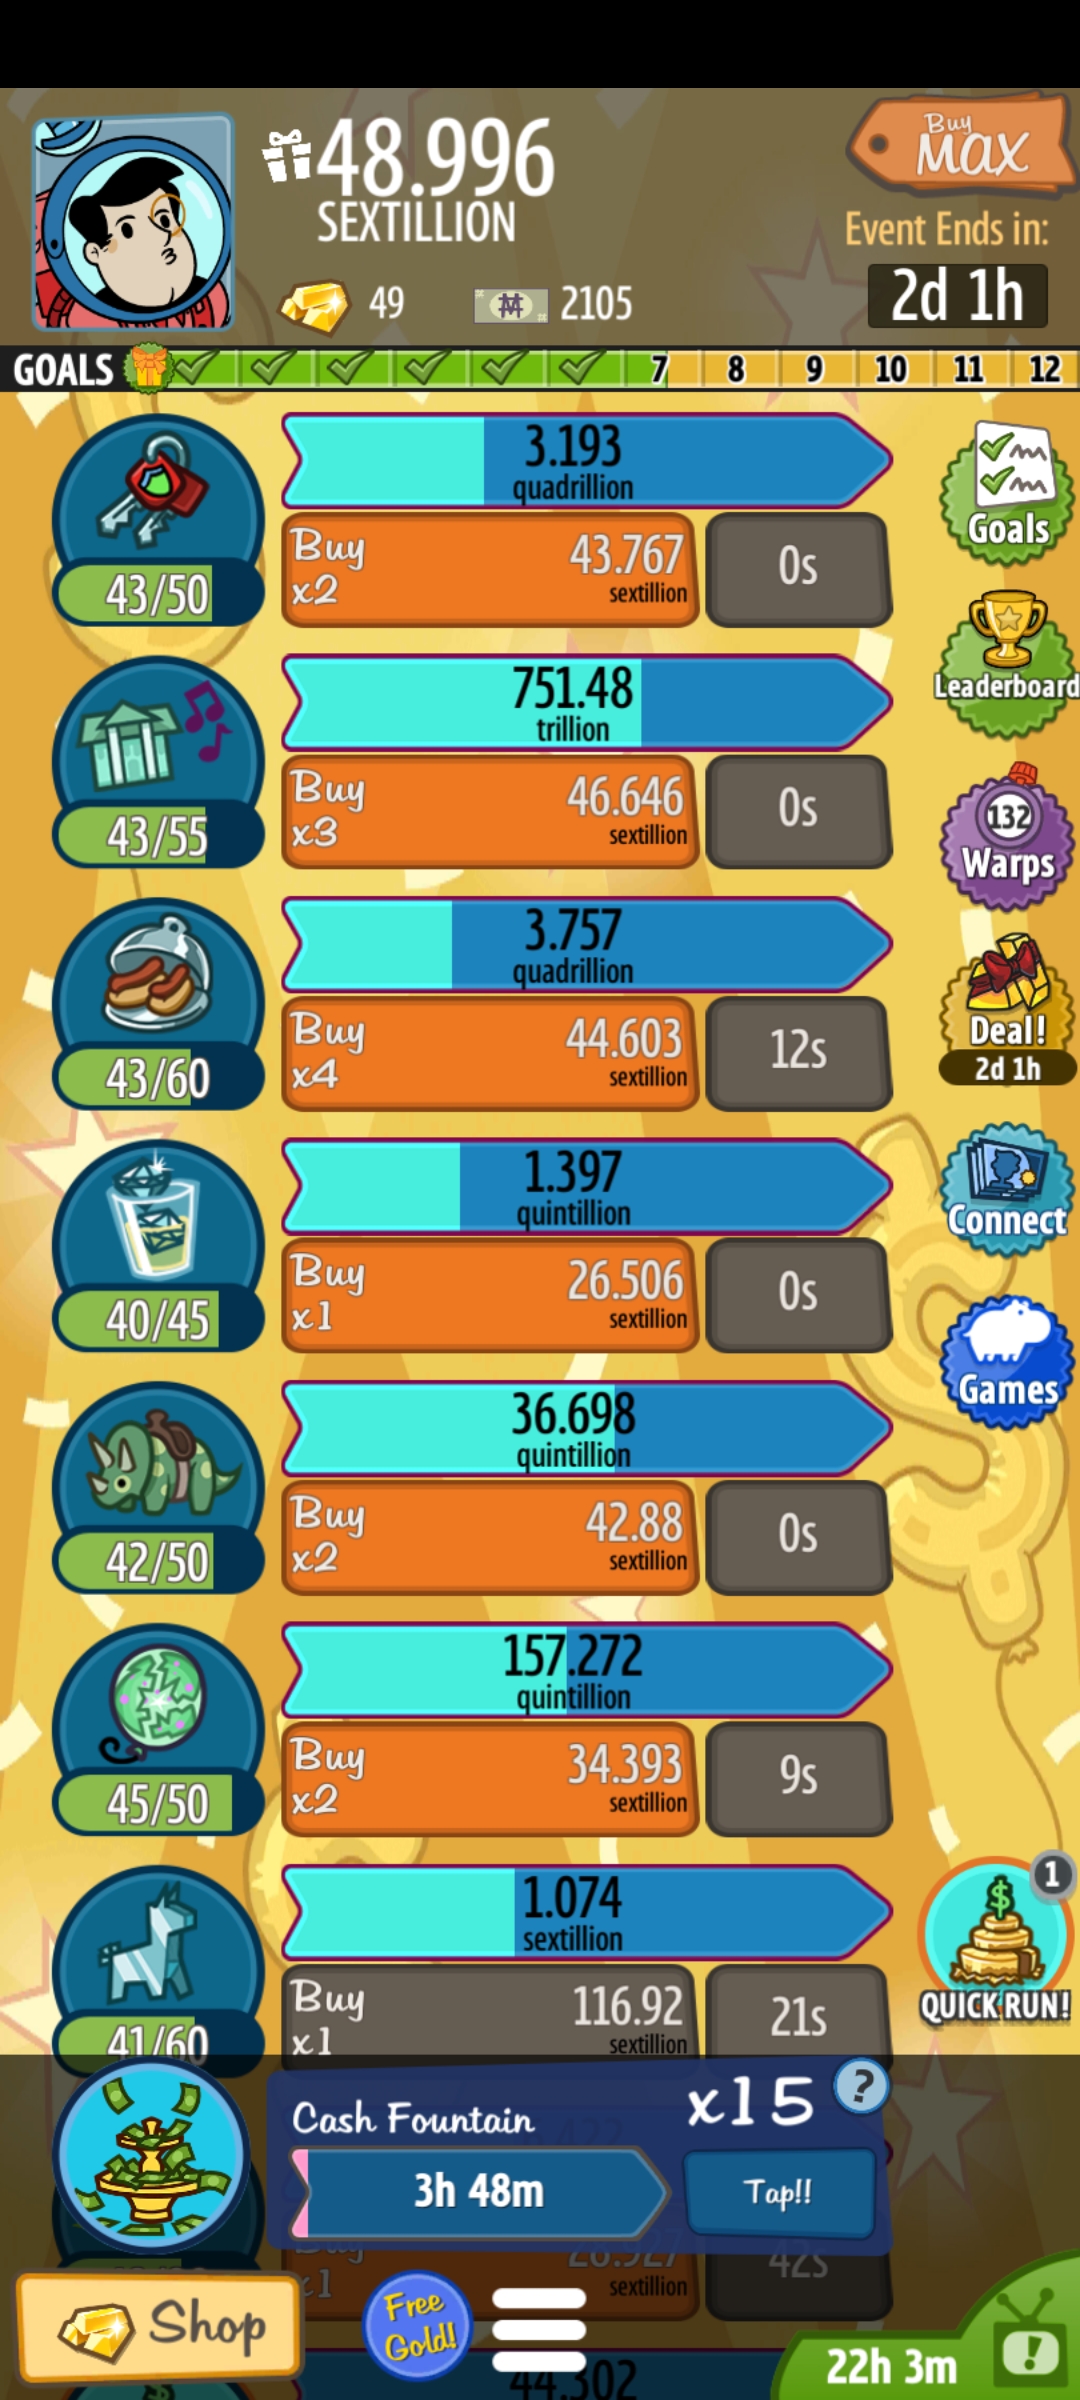 48.996
SEXTILLION
Buy
MAX
Event Ends in:
2d 1h
49
2105
GOALS 7 8 9 10 11 12
3.193
quadrillion
Buy
x2
43.767
sextillion
0s
43/50
Goals
751.48
trillion
Buy
x3
46.646
sextillion
0s
43/55
Leaderboard
132
Warps
3.757
quadrillion
Buy
x4
44.603
sextillion
12s
43/60
Deal!
2d 1h
1.397
quintillion
Buy
x1
26.506
sextillion
0s
40/45
Connect
Games
36.698
quintillion
Buy
x2
42.88
sextillion
0s
42/50
157.272
quintillion
Buy
x2
34.393
sextillion
9s
45/50
1.074
sextillion
Buy
x1
116.92
sextillion
21s
41/60
1
$
QUICK RUN!
Cash Fountain
x15
?
3h 48m
Tap!!
Buy
x1
sextillion
42s
Shop
Free
Gold!
44.302
22h 3m